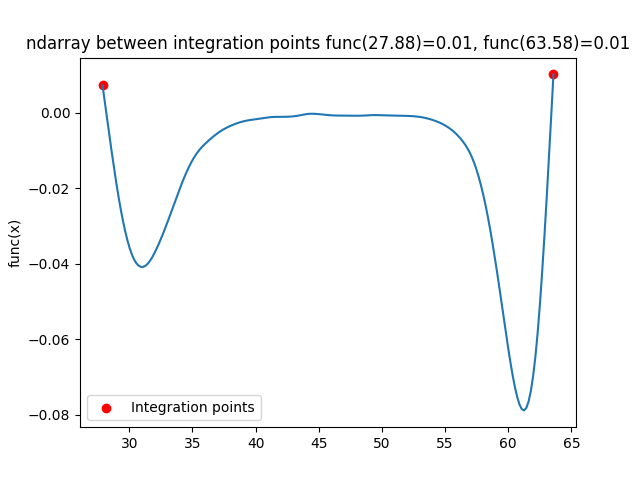 ndarray between integration points func(27.88)=0.01, func(63.58)=0.01
0.00
−0.02
−0.04
−0.06
−0.08
func(x)
Integration points
30 35 40 45 50 55 60 65